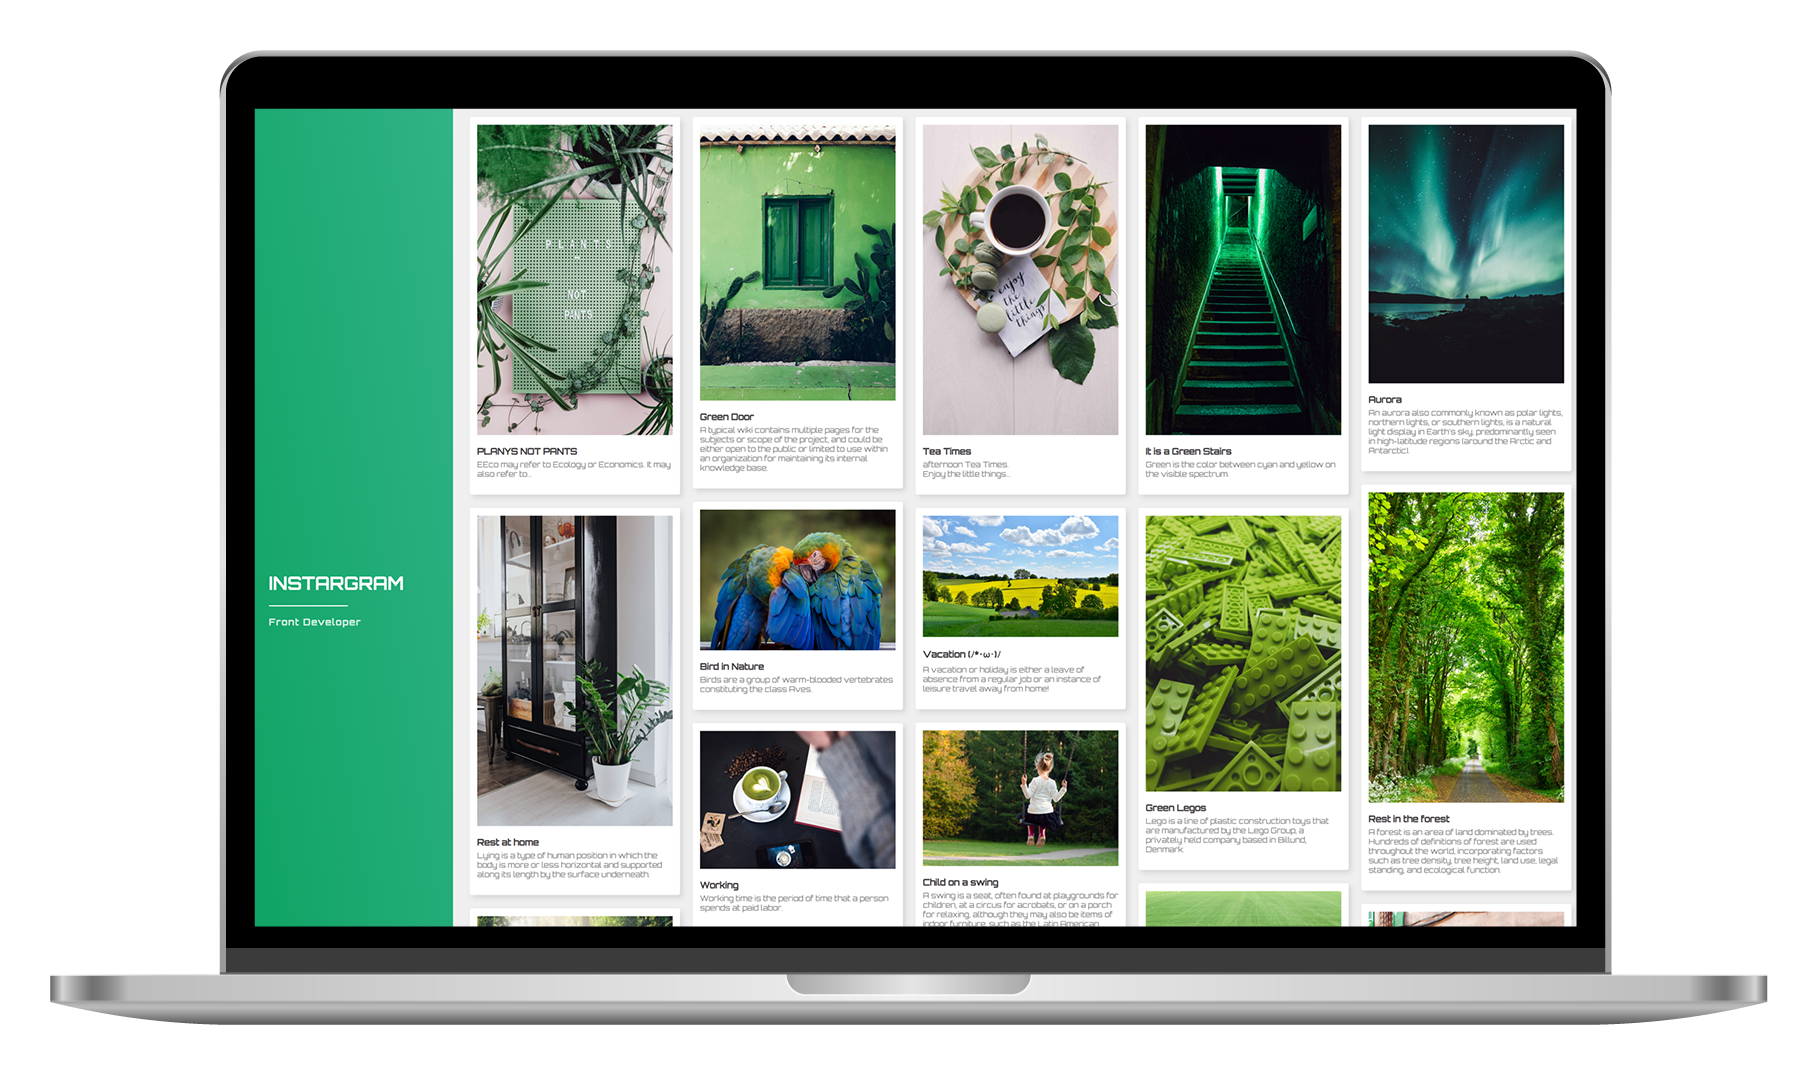 INSTARGRAM
Front Developer
PLANTS
NOT
PANTS
PLANYS NOT PANTS
EEco may refer to Ecology or Economics. It may
also refer to...
Rest at home
Lying is a type of human position in which the
body is more or less horizontal and supported
along its length by the surface underneath.
Green Door
A typical wiki contains multiple pages for the
subjects or scope of the project, and could be
either open to the public or limited to use within
an organization for maintaining its internal
knowledge base.
Bird in Nature
Birds are a group of warm-blooded vertebrates
constituting the class Aves.
Working
Working time is the period of time that a person
spends at paid labor.
enjoy
the
little
things
Tea Times
afternoon Tea Times.
Enjoy the little things...
Vacation (/*･ω･)/
A vacation or holiday is either a leave of
absence from a regular job or an instance of
leisure travel away from home!
Child on a swing
A swing is a seat, often found at playgrounds for
children, at a circus for acrobats, or on a porch
for relaxing, although they may also be items of
indoor furniture, such as the Latin American
It is a Green Stairs
Green is the color between cyan and yellow on
the visible spectrum.
Green Legos
Lego is a line of plastic construction toys that
are manufactured by the Lego Group, a
privately held company based in Billund,
Denmark.
Aurora
An aurora also commonly known as polar lights,
northern lights, or southern lights, is a natural
light display in Earth's sky, predominantly seen
in high-latitude regions (around the Arctic and
Antarctic).
Rest in the forest
A forest is an area of land dominated by trees.
Hundreds of definitions of forest are used
throughout the world, incorporating factors
such as tree density, tree height, land use, legal
standing, and ecological function.